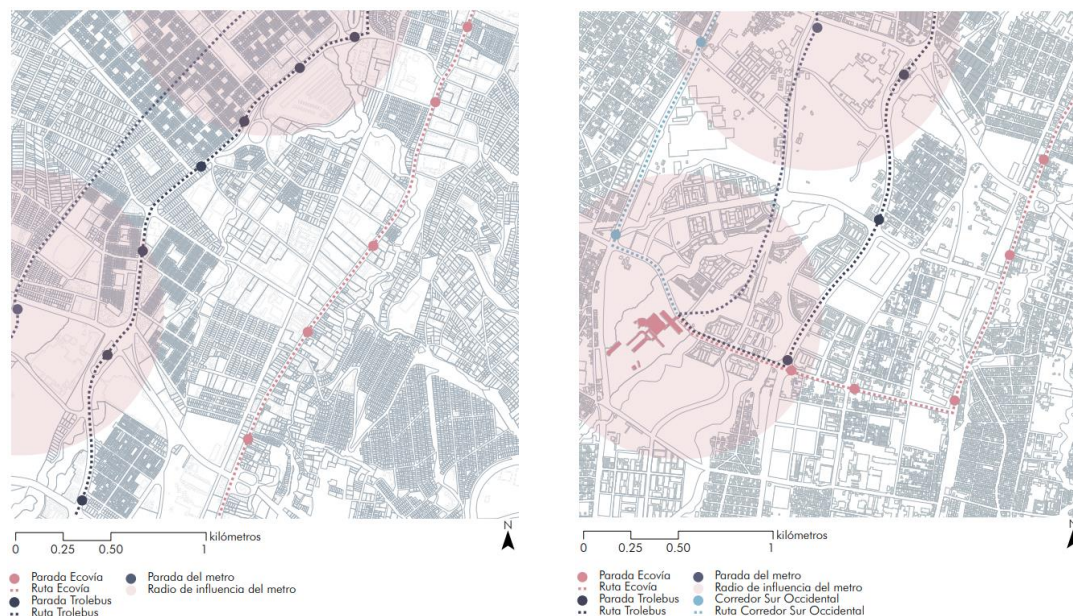 N
kilómetros
0 0.25 0.50 1
Parada Ecovía
Ruta Ecovía
Parada Trolebus
Ruta Trolebus
Parada del metro
Radio de influencia del metro
N
kilómetros
0 0.25 0.50 1
Parada Ecovía
Ruta Ecovía
Parada Trolebus
Ruta Trolebus
Parada del metro
Radio de influencia del metro
Corredor Sur Occidental
Ruta Corredor Sur Occidental